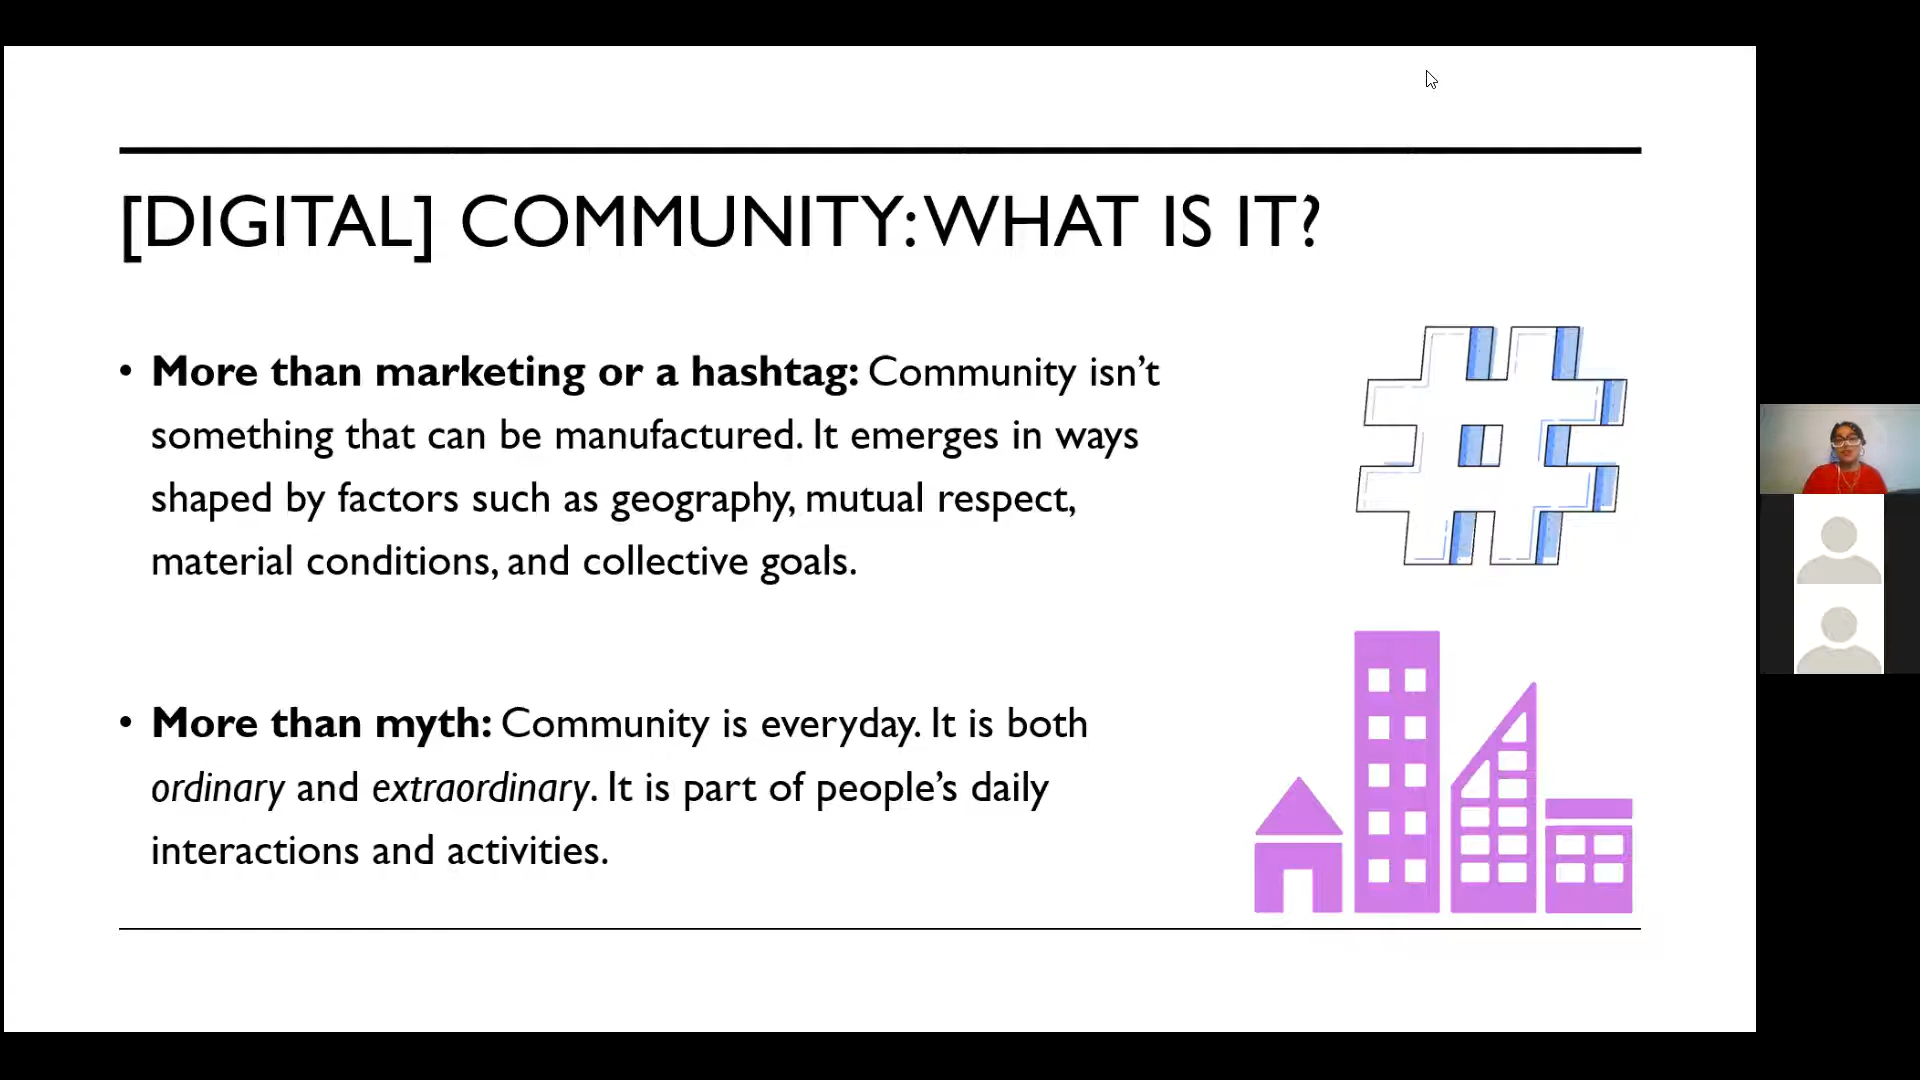 [DIGITAL] COMMUNITY: WHAT IS IT?
• More than marketing or a hashtag: Community isn’t
something that can be manufactured. It emerges in ways
shaped by factors such as geography, mutual respect,
material conditions, and collective goals.
• More than myth: Community is everyday. It is both
ordinary and extraordinary. It is part of people’s daily
interactions and activities.